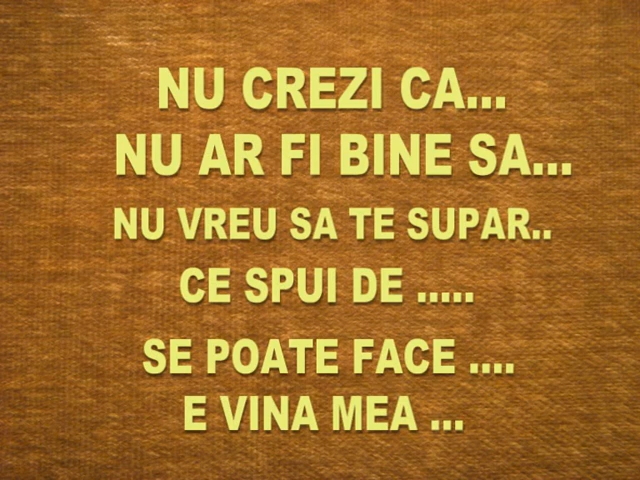 NU CREZI CA...
NU AR FI BINE SA...
NU VREU SA TE SUPAR..
CE SPUI DE .....
SE POATE FACE ....
E VINA MEA ...